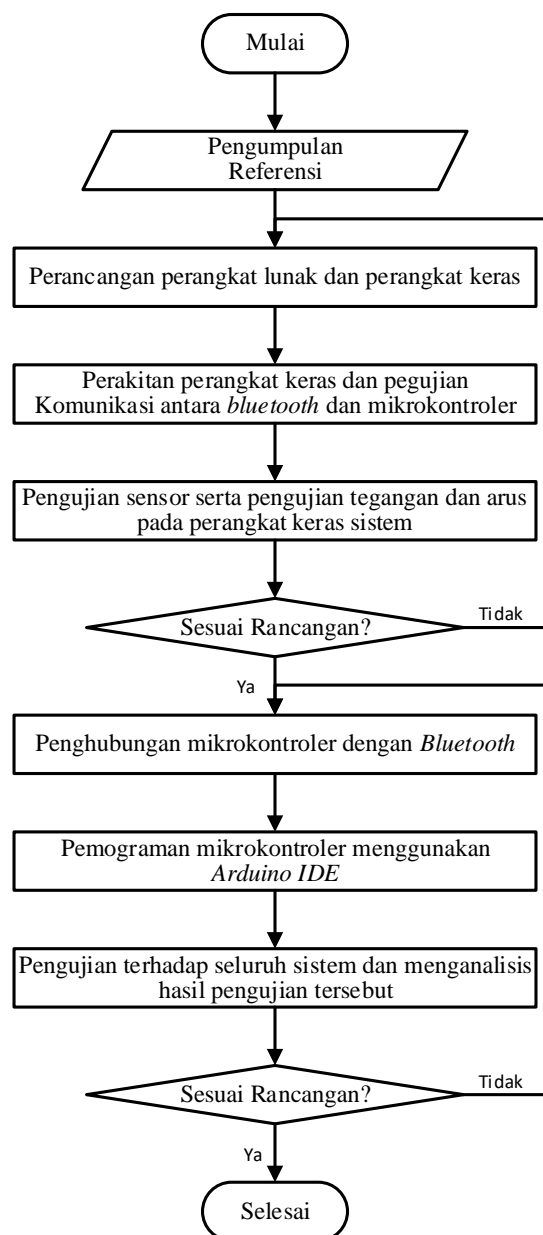 Mulai
Pengumpulan
Referensi
Perancangan perangkat lunak dan perangkat keras
Perakitan perangkat keras dan pegujian
Komunikasi antara bluetooth dan mikrokontroler
Pengujian sensor serta pengujian tegangan dan arus
pada perangkat keras sistem
Sesuai Rancangan?
Tidak
Ya
Penghubungan mikrokontroler dengan Bluetooth
Pemograman mikrokontroler menggunakan
Arduino IDE
Pengujian terhadap seluruh sistem dan menganalisis
hasil pengujian tersebut
Sesuai Rancangan?
Tidak
Ya
Selesai